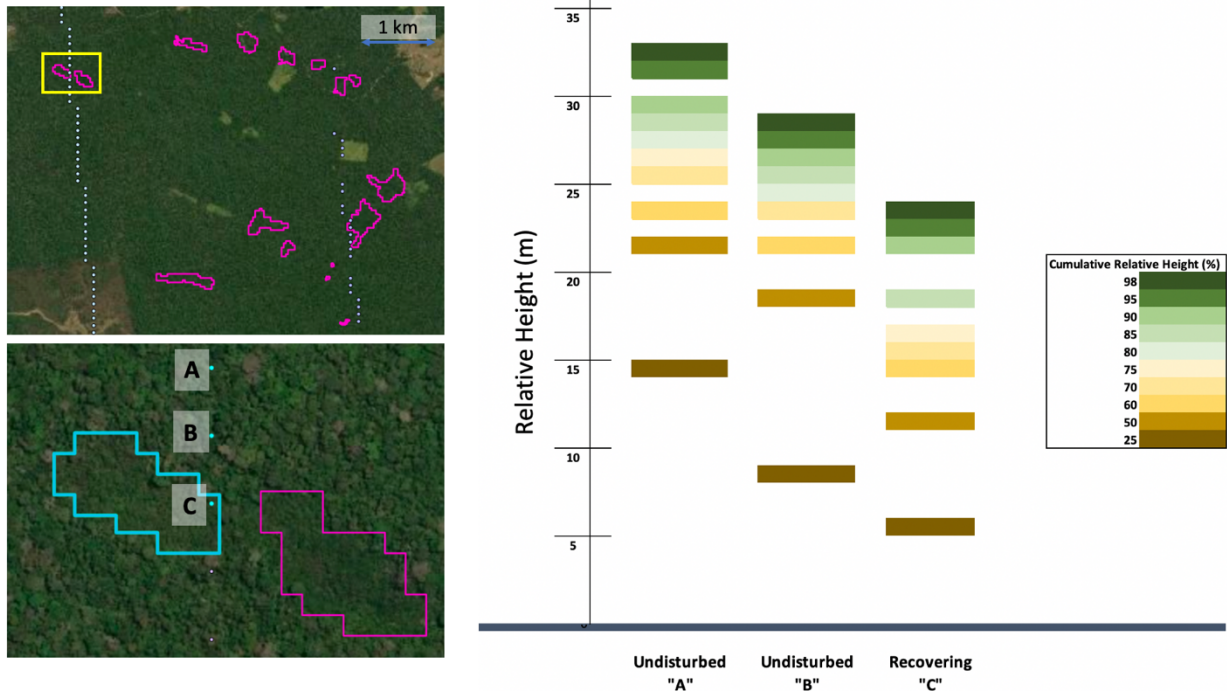 1 km
A
B
C
Relative Height (m)
35
30
25
20
15
10
5
Cumulative Relative Height (%)
98
95
90
85
80
75
70
60
50
25
Undisturbed "A"
Undisturbed "B"
Recovering "C"